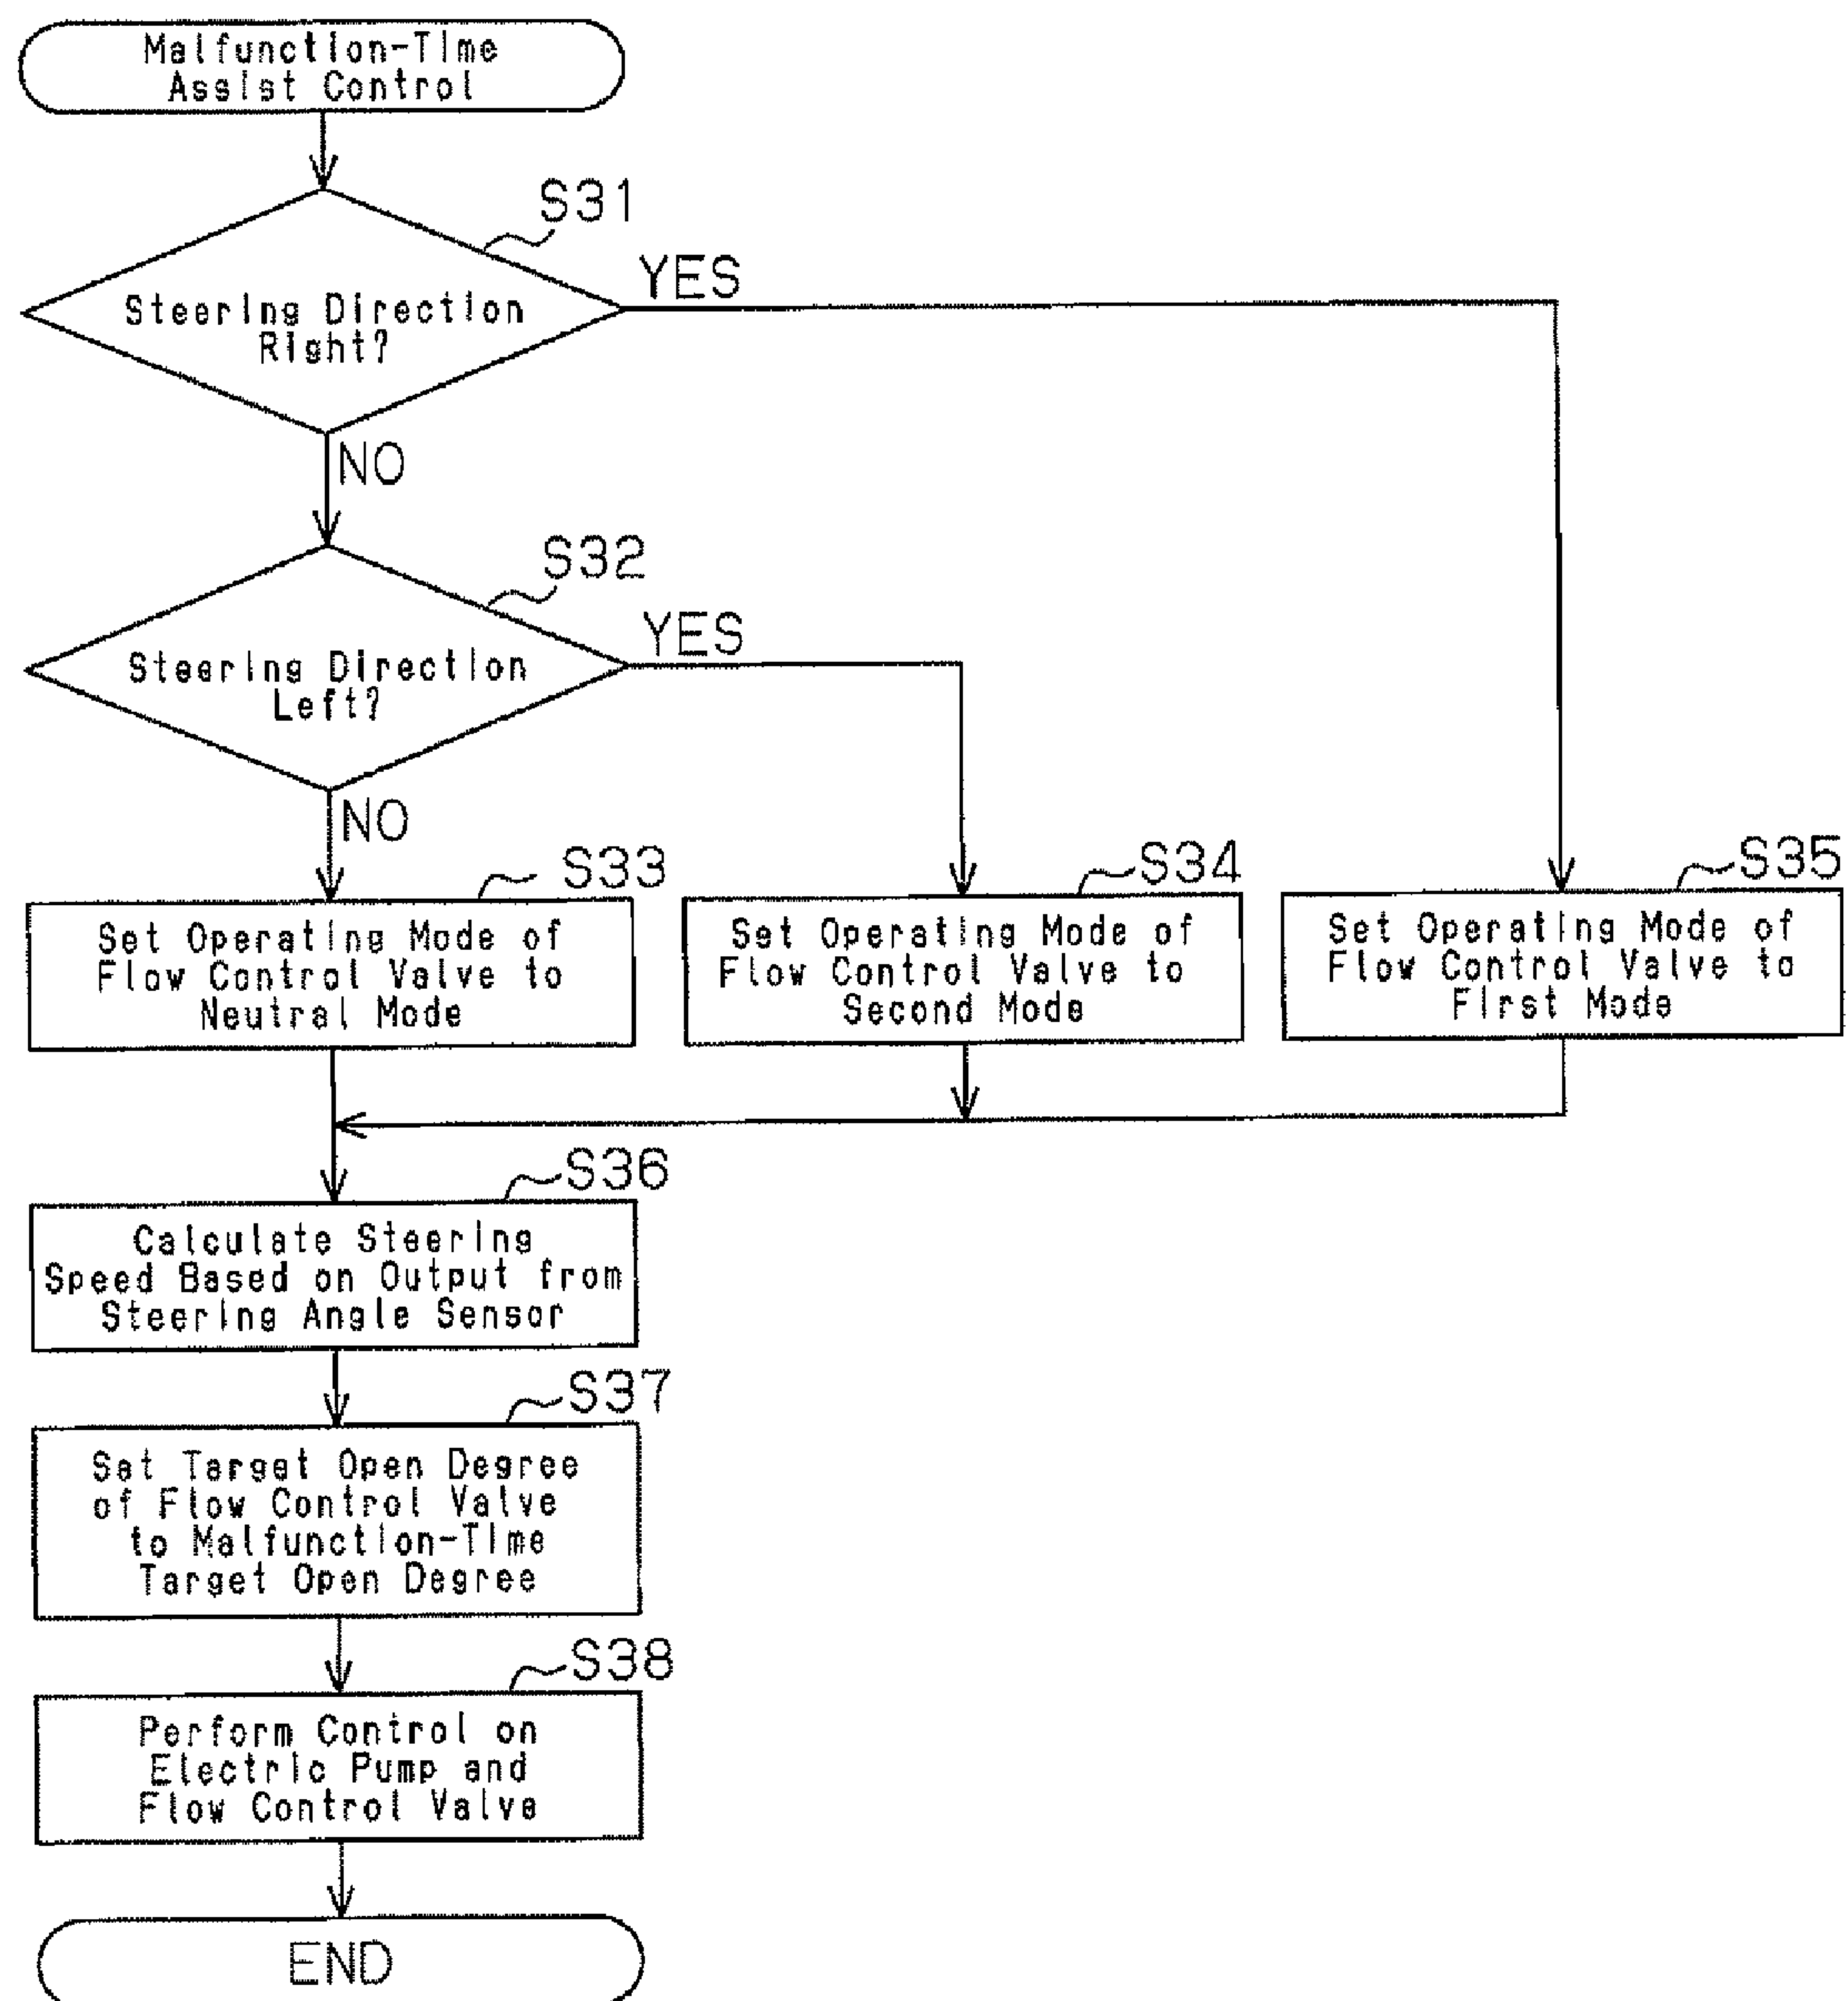 Malfunction-Time
Assist Control
S31
Steering Direction
Right?
YES
NO
S32
Steering Direction
Left?
YES
NO
S33
Set Operating Mode of
Flow Control Valve to
Neutral Mode
S34
Set Operating Mode of
Flow Control Valve to
Second Mode
S35
Set Operating Mode of
Flow Control Valve to
First Mode
S36
Calculate Steering
Speed Based on Output from
Steering Angle Sensor
S37
Set Target Open Degree
of Flow Control Valve
to Malfunction-Time
Target Open Degree
S38
Perform Control on
Electric Pump and
Flow Control Valve
END